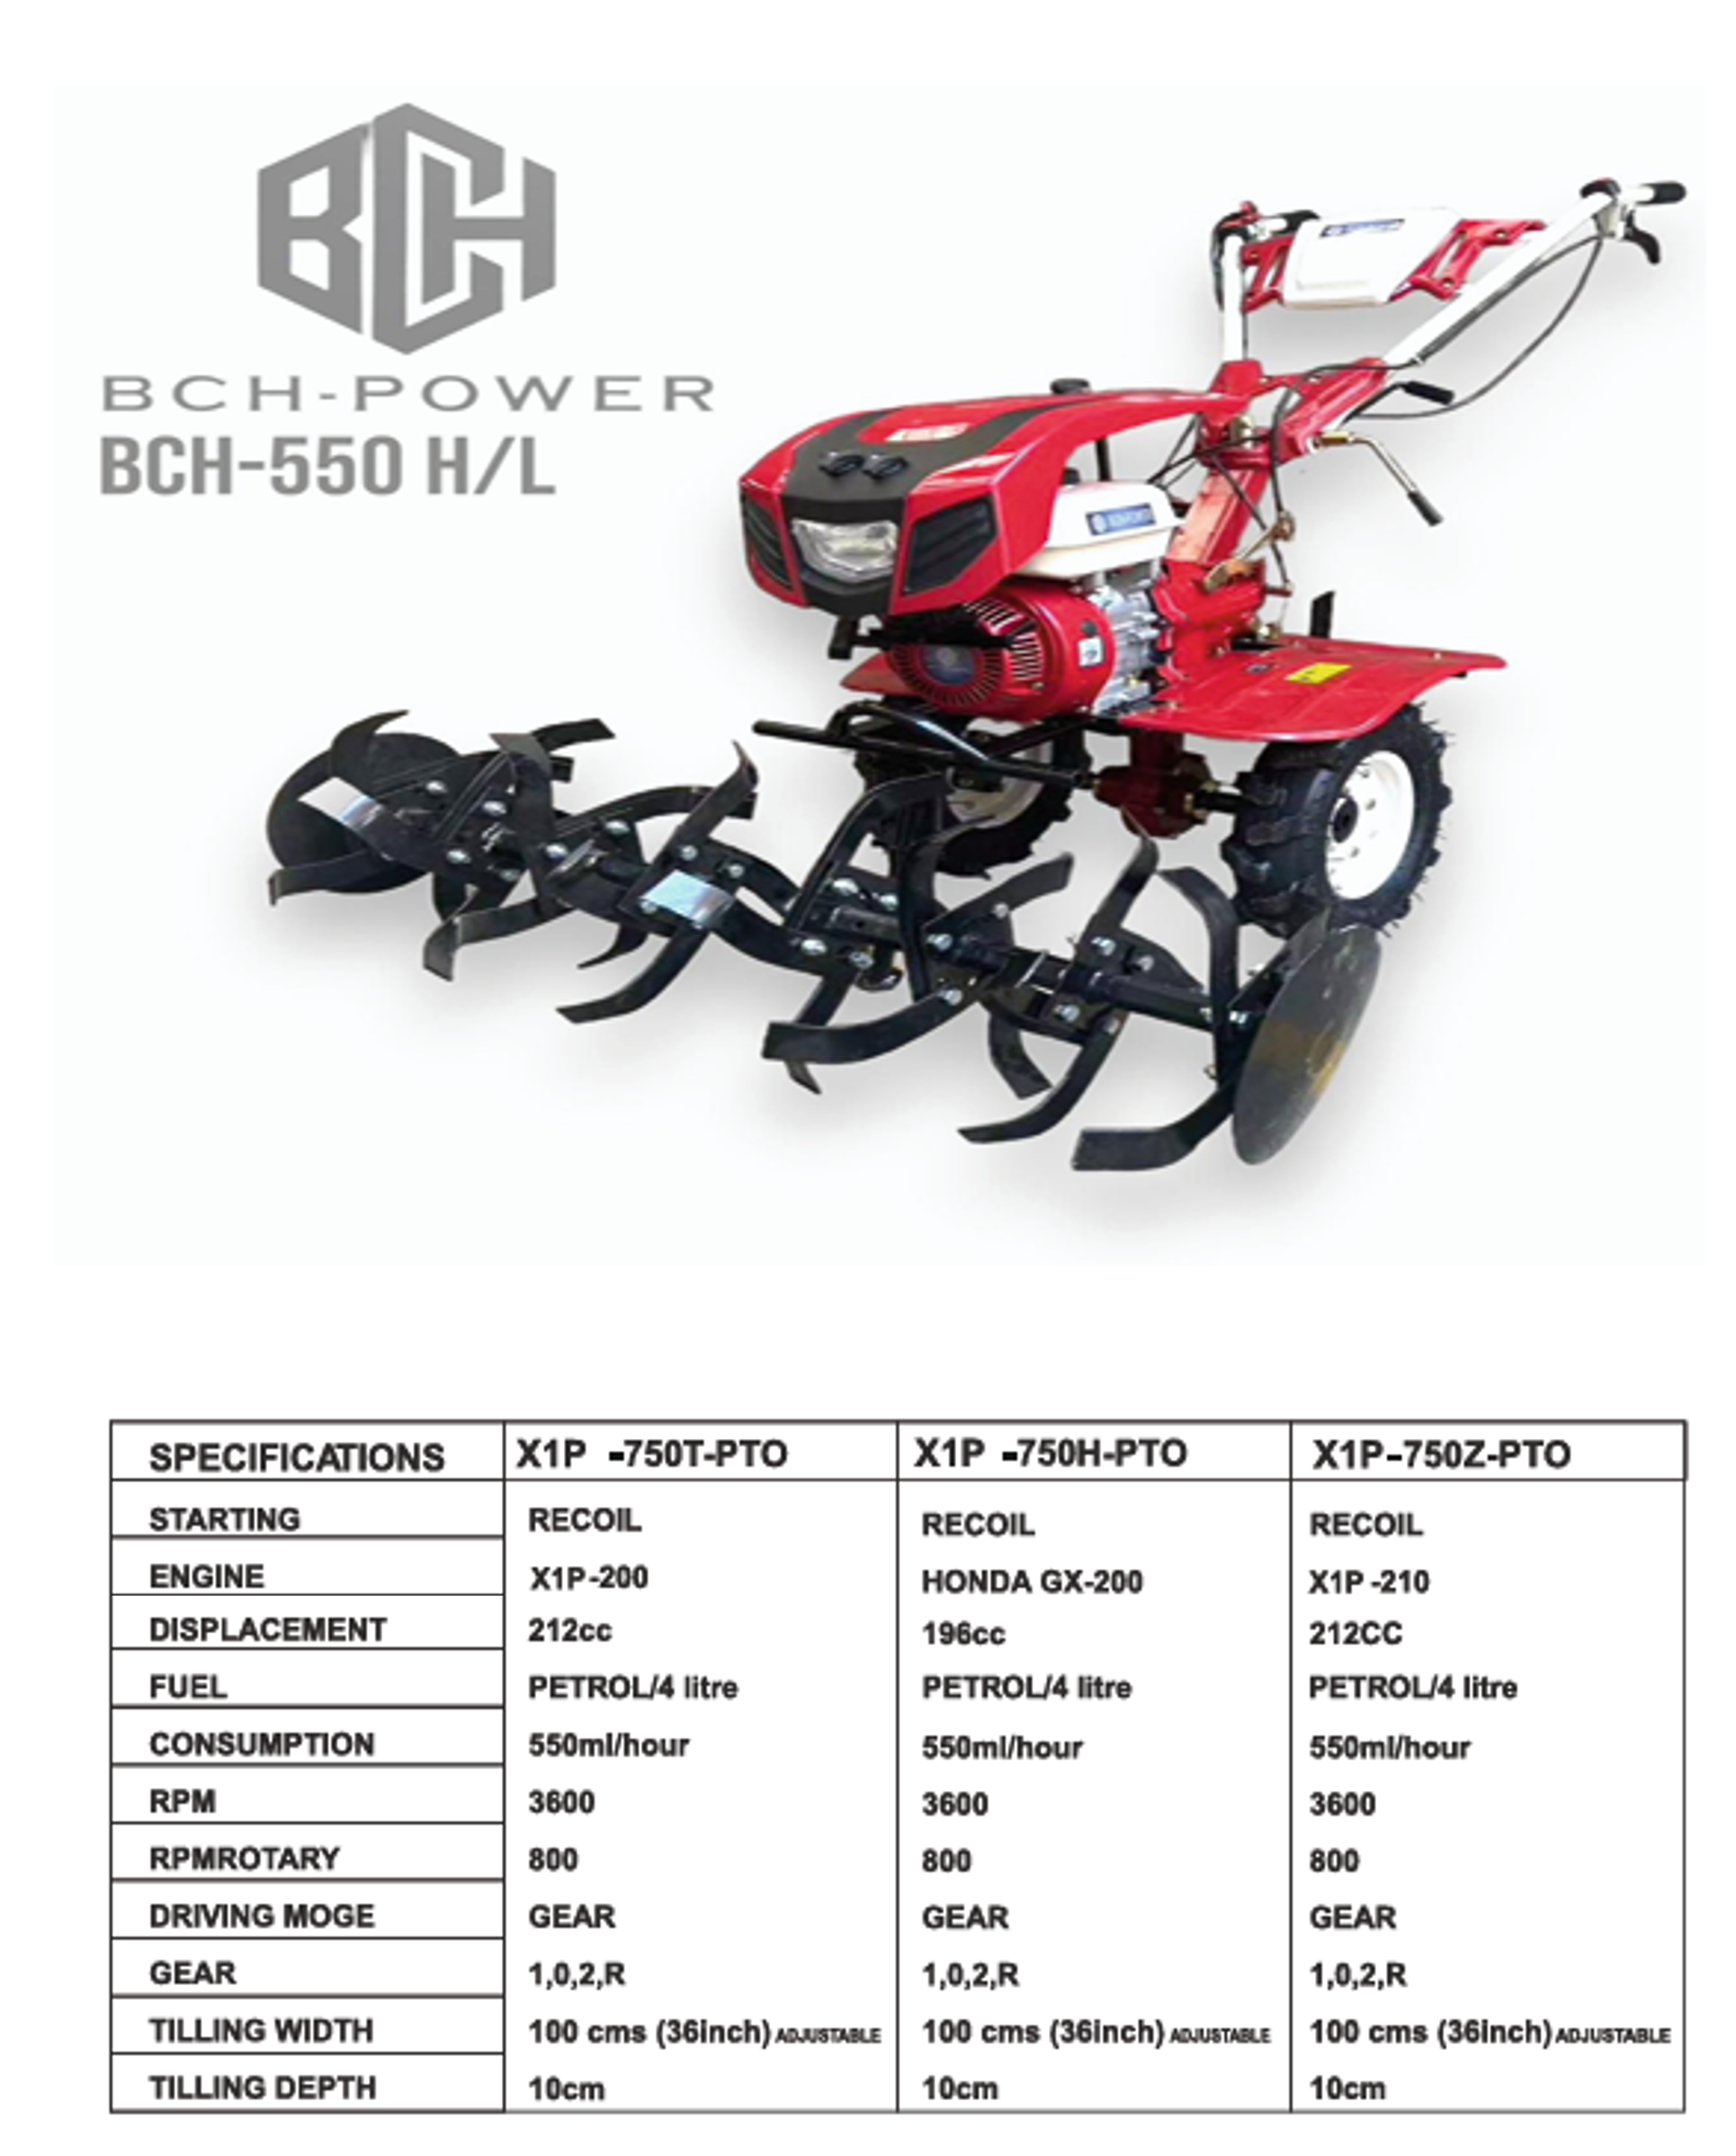 BCH
BCH-POWER
BCH-550 H/L
SPECIFICATIONS X1P -750T-PTO X1P -750H-PTO X1P-750Z-PTO
STARTING RECOIL RECOIL RECOIL
ENGINE X1P-200 HONDA GX-200 X1P -210
DISPLACEMENT 212cc 196cc 212CC
FUEL PETROL/4 litre PETROL/4 litre PETROL/4 litre
CONSUMPTION 550ml/hour 550ml/hour 550ml/hour
RPM 3600 3600 3600
RPMROTARY 800 800 800
DRIVING MOGE GEAR GEAR GEAR
GEAR 1,0,2,R 1,0,2,R 1,0,2,R
TILLING WIDTH 100 cms (36inch) ADJUSTABLE 100 cms (36inch) ADJUSTABLE 100 cms (36inch) ADJUSTABLE
TILLING DEPTH 10cm 10cm 10cm